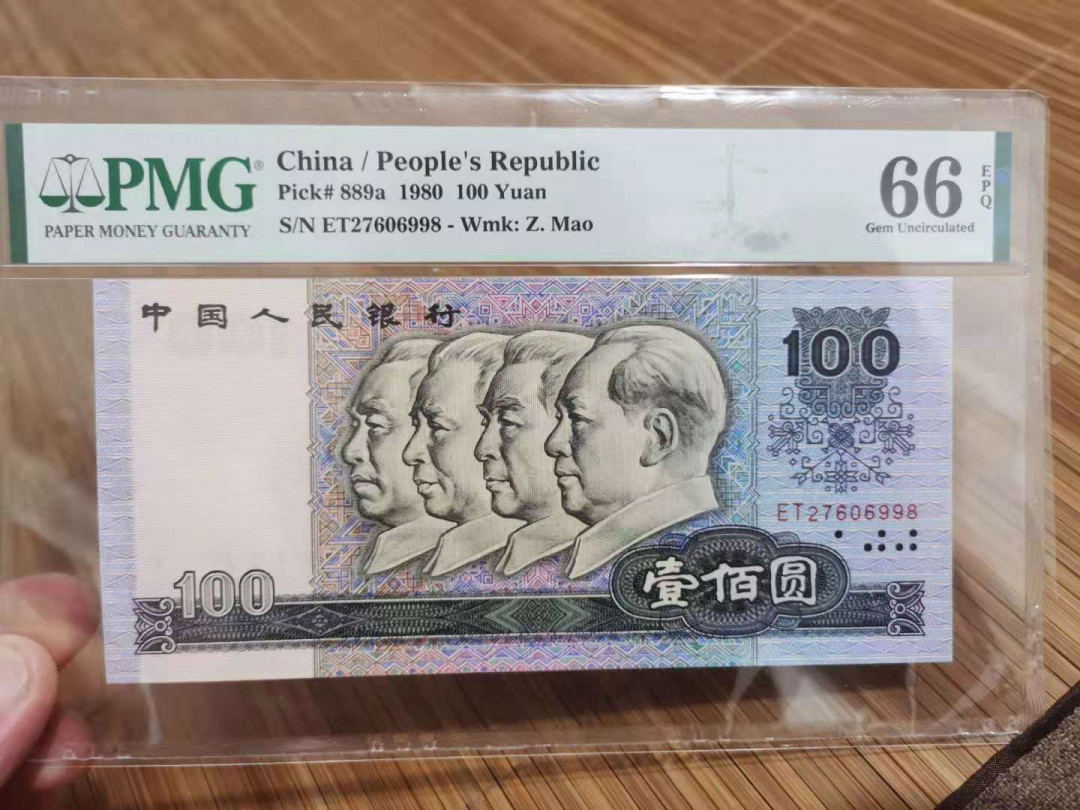 PMG®
PAPER MONEY GUARANTY
China / People's Republic
Pick# 889a 1980 100 Yuan
S/N ET27606998 - Wmk: Z. Mao
66
EPQ
Gem Uncirculated
中国人民银行
100
ET27606998
100
壹佰圆